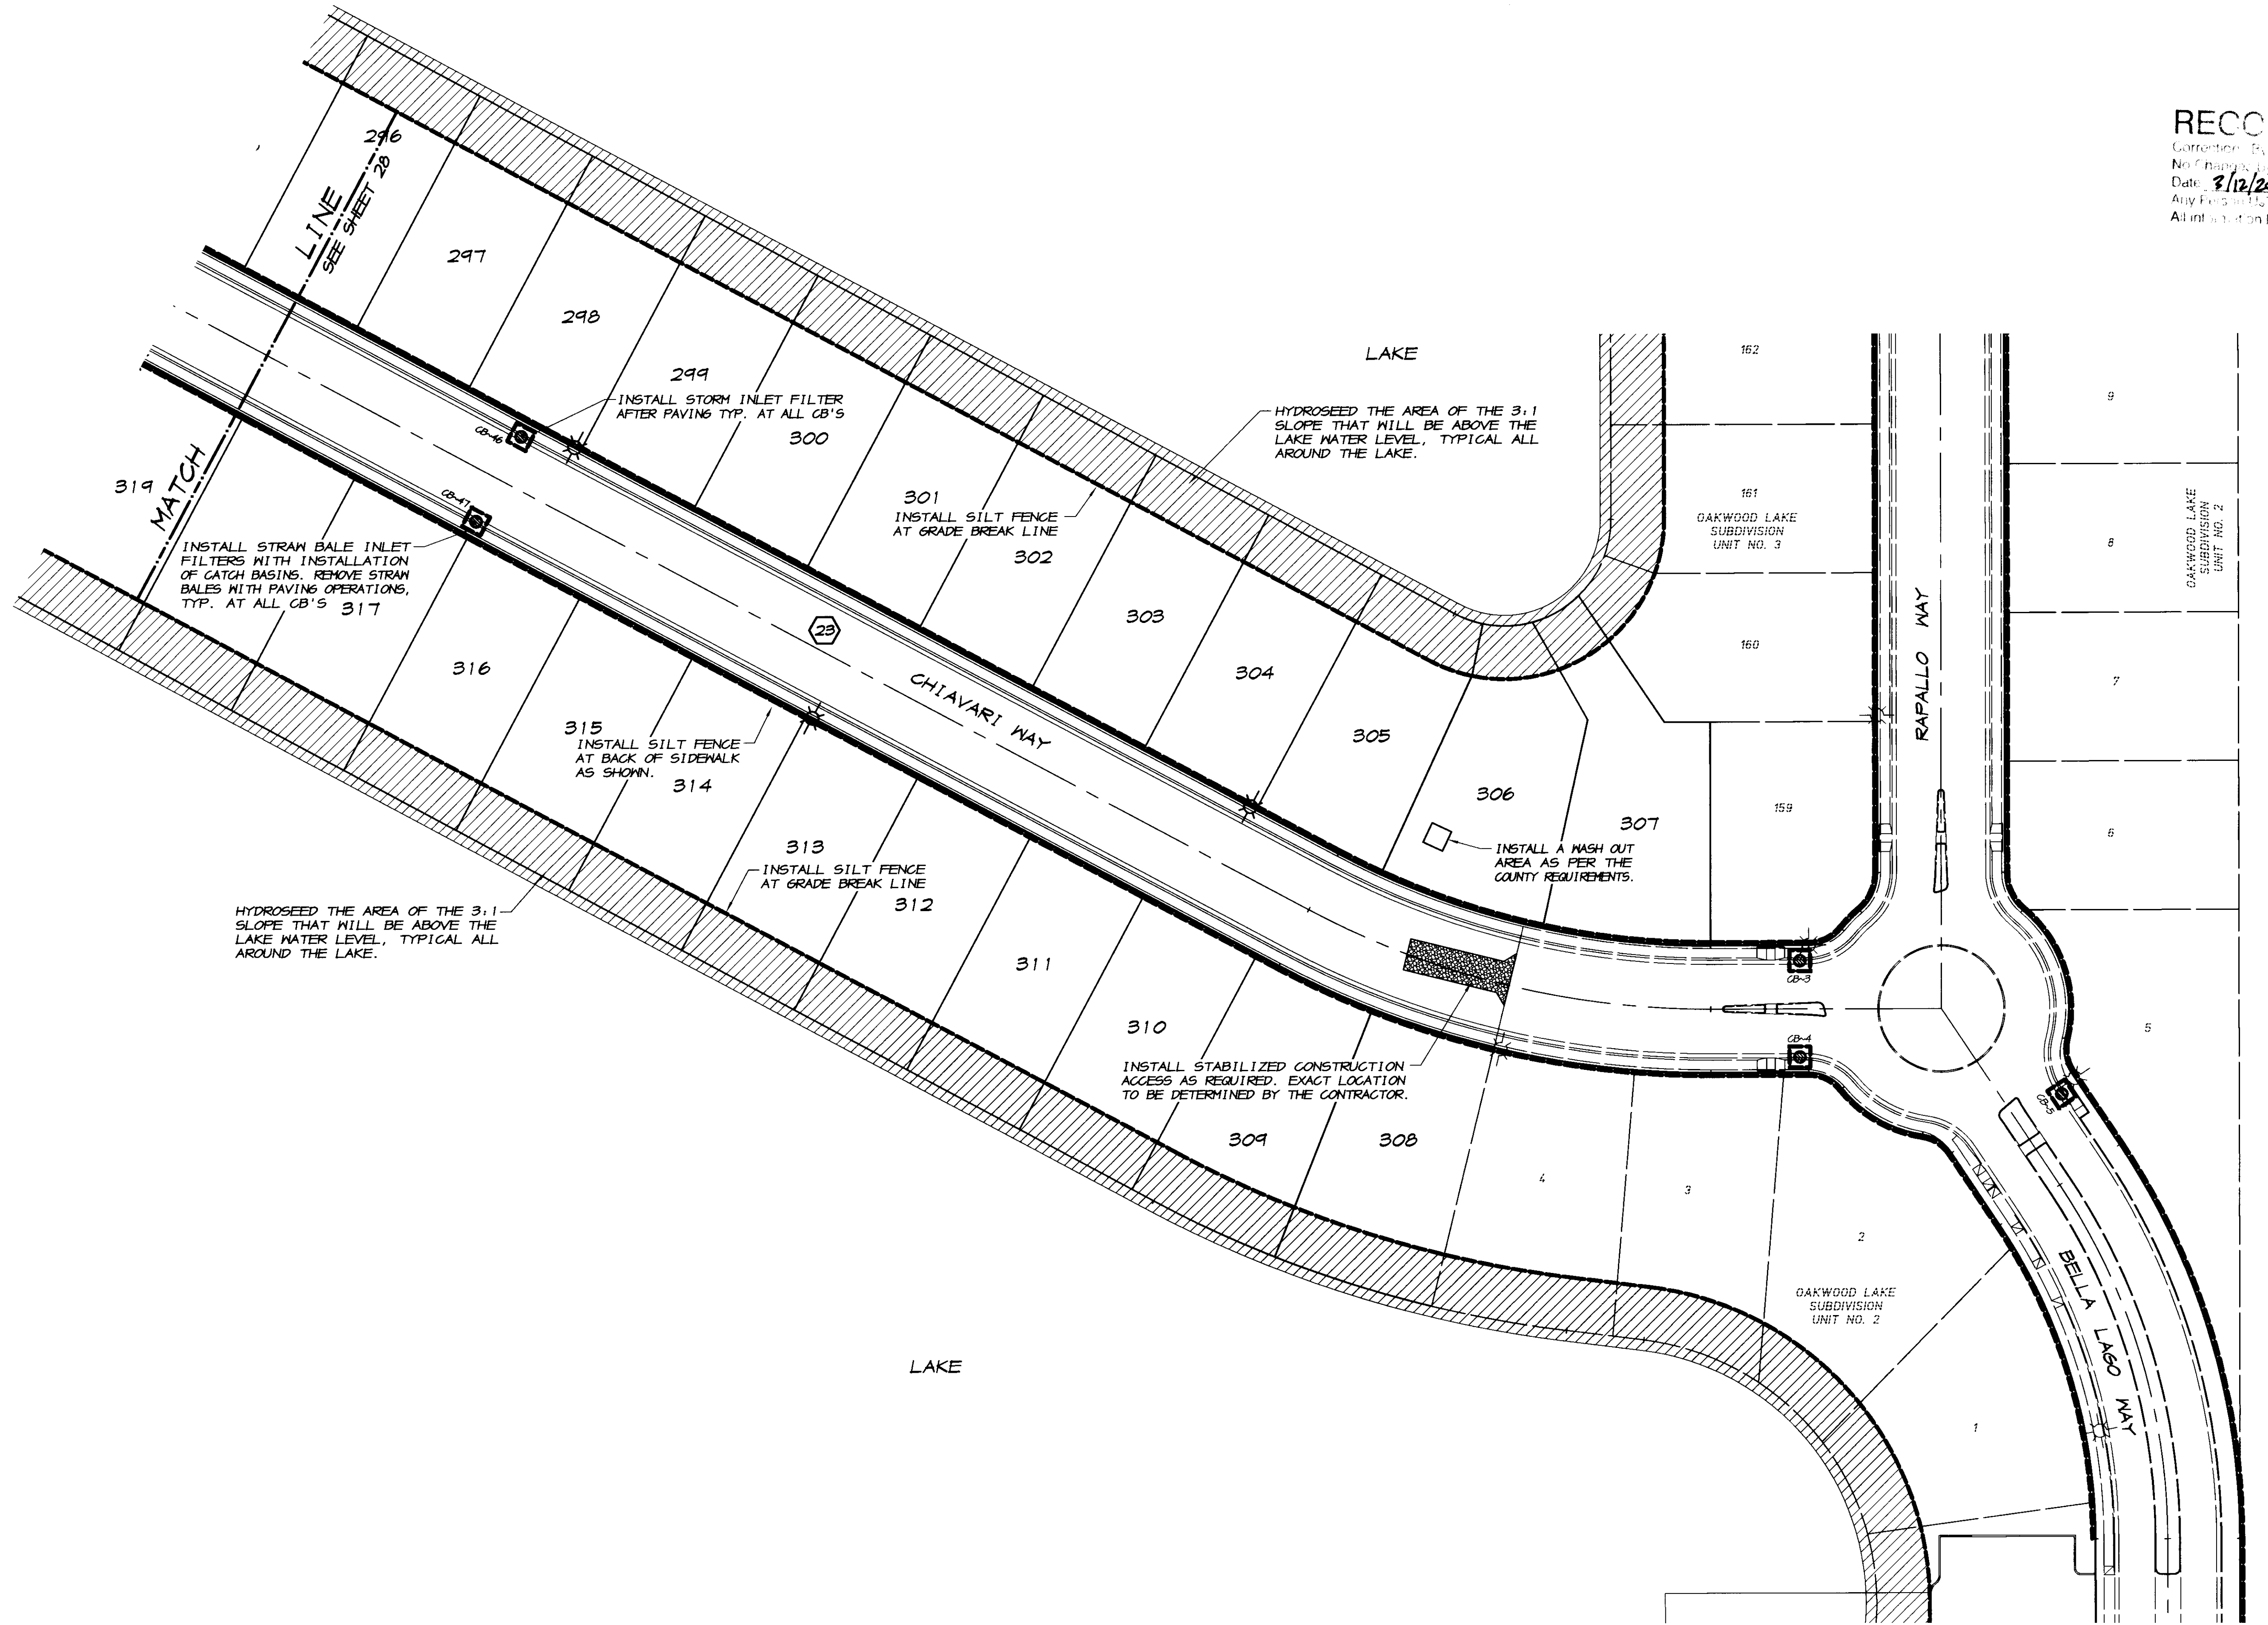 RECO
Correction By
No Changes
Date 3/12/20
Any Person
All information
296
LINE
SEE SHEET 28
297
298
299
INSTALL STORM INLET FILTER
AFTER PAVING TYP. AT ALL CB'S
300
CB-46
301
INSTALL SILT FENCE
AT GRADE BREAK LINE
302
303
304
305
306
307
LAKE
HYDROSEED THE AREA OF THE 3:1
SLOPE THAT WILL BE ABOVE THE
LAKE WATER LEVEL, TYPICAL ALL
AROUND THE LAKE.
162
161
OAKWOOD LAKE
SUBDIVISION
UNIT NO. 3
160
159
RAPALLO WAY
9
8
OAKWOOD LAKE
SUBDIVISION
UNIT NO. 2
7
6
5
319
MATCH
CB-47
INSTALL STRAW BALE INLET
FILTERS WITH INSTALLATION
OF CATCH BASINS. REMOVE STRAW
BALES WITH PAVING OPERATIONS,
TYP. AT ALL CB'S
317
316
23
CHIAVARI WAY
315
INSTALL SILT FENCE
AT BACK OF SIDEWALK
AS SHOWN.
314
313
INSTALL SILT FENCE
AT GRADE BREAK LINE
312
HYDROSEED THE AREA OF THE 3:1
SLOPE THAT WILL BE ABOVE THE
LAKE WATER LEVEL, TYPICAL ALL
AROUND THE LAKE.
311
310
INSTALL A WASH OUT
AREA AS PER THE
COUNTY REQUIREMENTS.
CB-3
CB-4
CB-5
INSTALL STABILIZED CONSTRUCTION
ACCESS AS REQUIRED. EXACT LOCATION
TO BE DETERMINED BY THE CONTRACTOR.
309
308
4
3
2
OAKWOOD LAKE
SUBDIVISION
UNIT NO. 2
BELLA LAGO WAY
1
LAKE